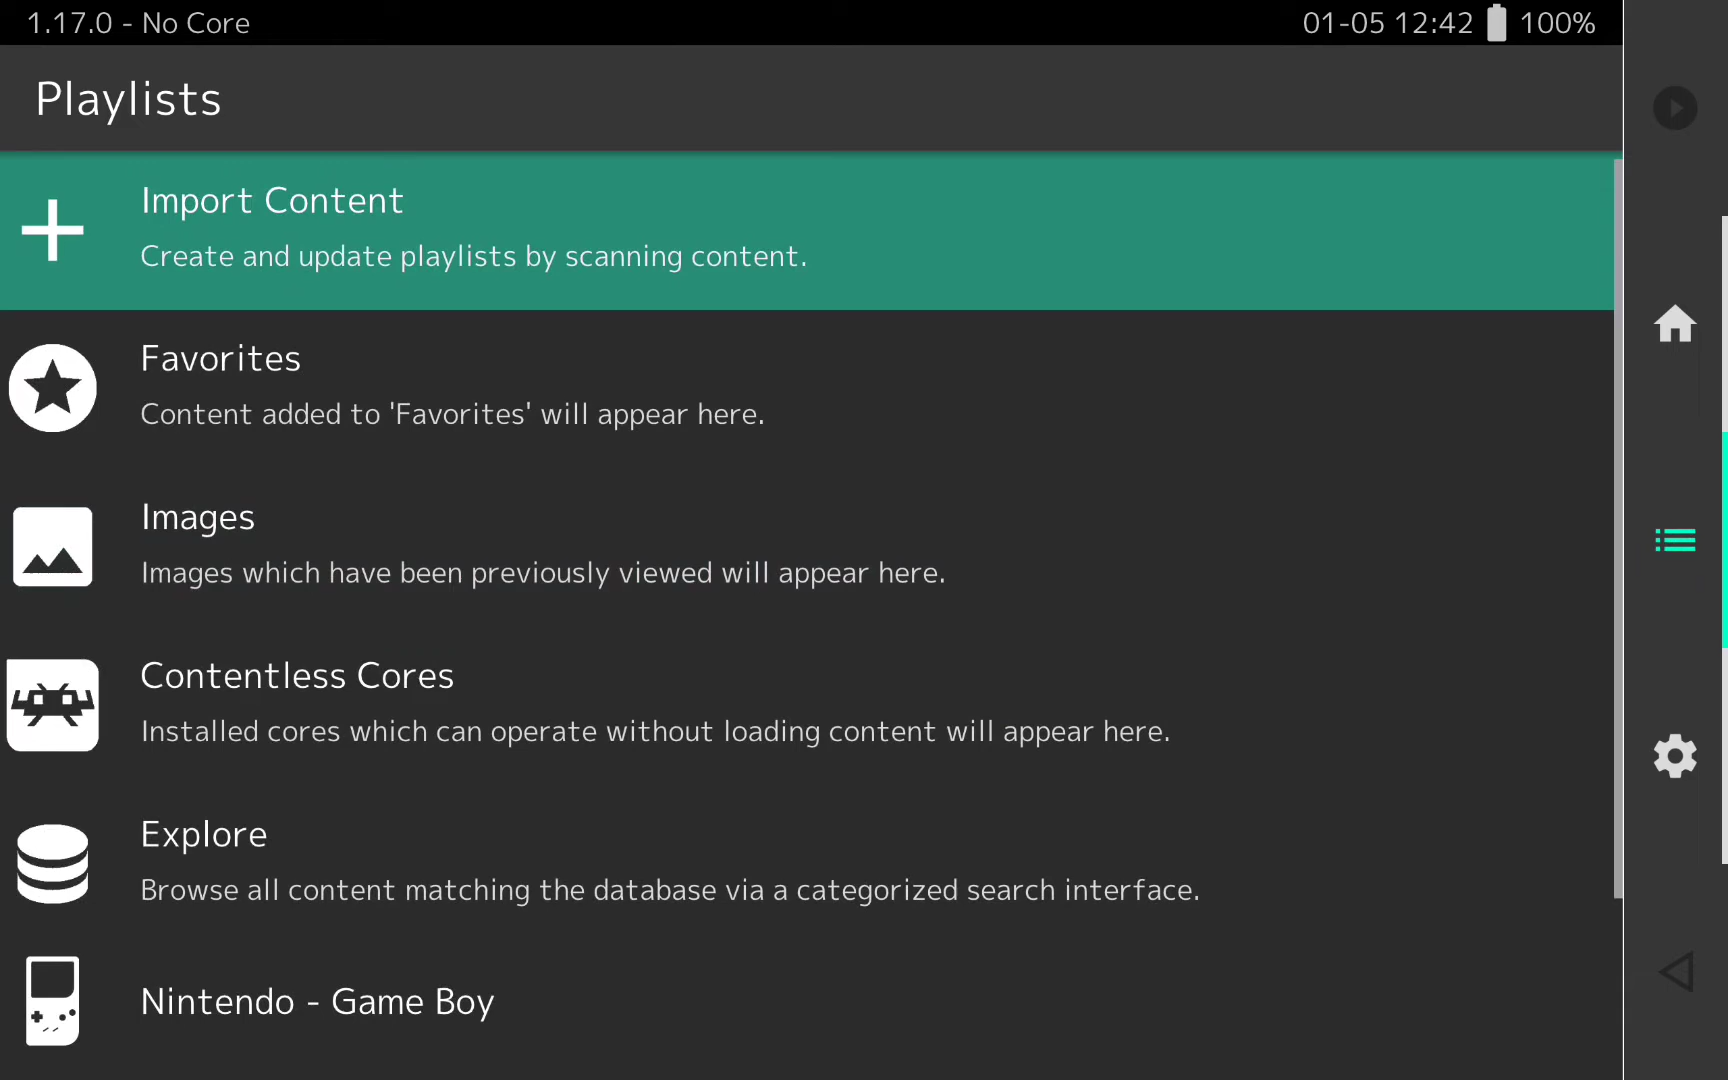 1.17.0 - No Core
01-05 12:42 100%
Playlists
Import Content
Create and update playlists by scanning content.
Favorites
Content added to 'Favorites' will appear here.
Images
Images which have been previously viewed will appear here.
Contentless Cores
Installed cores which can operate without loading content will appear here.
Explore
Browse all content matching the database via a categorized search interface.
Nintendo - Game Boy